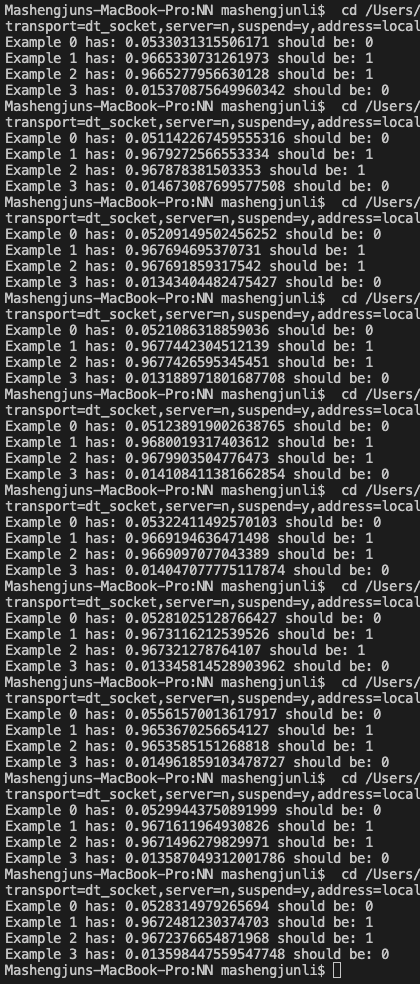 Mashengjuns-MacBook-Pro:NN mashengjunli$  cd /Users/
transport=dt_socket,server=n,suspend=y,address=local
Example 0 has: 0.0533031315506171 should be: 0
Example 1 has: 0.9665330731261973 should be: 1
Example 2 has: 0.9665277956630128 should be: 1
Example 3 has: 0.015370875649960342 should be: 0
Mashengjuns-MacBook-Pro:NN mashengjunli$  cd /Users/
transport=dt_socket,server=n,suspend=y,address=local
Example 0 has: 0.051142267459555316 should be: 0
Example 1 has: 0.9679272566553334 should be: 1
Example 2 has: 0.967878381503353 should be: 1
Example 3 has: 0.014673087699577508 should be: 0
Mashengjuns-MacBook-Pro:NN mashengjunli$  cd /Users/
transport=dt_socket,server=n,suspend=y,address=local
Example 0 has: 0.05209149502456252 should be: 0
Example 1 has: 0.967694695370731 should be: 1
Example 2 has: 0.967691859317542 should be: 1
Example 3 has: 0.01343404482475427 should be: 0
Mashengjuns-MacBook-Pro:NN mashengjunli$  cd /Users/
transport=dt_socket,server=n,suspend=y,address=local
Example 0 has: 0.0521086318859036 should be: 0
Example 1 has: 0.9677442304512139 should be: 1
Example 2 has: 0.9677426595345451 should be: 1
Example 3 has: 0.013188971801687708 should be: 0
Mashengjuns-MacBook-Pro:NN mashengjunli$  cd /Users/
transport=dt_socket,server=n,suspend=y,address=local
Example 0 has: 0.051238919002638765 should be: 0
Example 1 has: 0.9680019317403612 should be: 1
Example 2 has: 0.9679903504776473 should be: 1
Example 3 has: 0.014108411381662854 should be: 0
Mashengjuns-MacBook-Pro:NN mashengjunli$  cd /Users/
transport=dt_socket,server=n,suspend=y,address=local
Example 0 has: 0.05322411492570103 should be: 0
Example 1 has: 0.9669194636471498 should be: 1
Example 2 has: 0.9669097077043389 should be: 1
Example 3 has: 0.014047077775117874 should be: 0
Mashengjuns-MacBook-Pro:NN mashengjunli$  cd /Users/
transport=dt_socket,server=n,suspend=y,address=local
Example 0 has: 0.05281025128766427 should be: 0
Example 1 has: 0.9673116212539526 should be: 1
Example 2 has: 0.967321278764107 should be: 1
Example 3 has: 0.013345814528903962 should be: 0
Mashengjuns-MacBook-Pro:NN mashengjunli$  cd /Users/
transport=dt_socket,server=n,suspend=y,address=local
Example 0 has: 0.05561570013617917 should be: 0
Example 1 has: 0.9653670256654127 should be: 1
Example 2 has: 0.9653585151268818 should be: 1
Example 3 has: 0.014961859103478727 should be: 0
Mashengjuns-MacBook-Pro:NN mashengjunli$  cd /Users/
transport=dt_socket,server=n,suspend=y,address=local
Example 0 has: 0.05299443750891999 should be: 0
Example 1 has: 0.9671611964930826 should be: 1
Example 2 has: 0.9671496279829971 should be: 1
Example 3 has: 0.013587049312001786 should be: 0
Mashengjuns-MacBook-Pro:NN mashengjunli$  cd /Users/
transport=dt_socket,server=n,suspend=y,address=local
Example 0 has: 0.0528314979265694 should be: 0
Example 1 has: 0.9672481230374703 should be: 1
Example 2 has: 0.9672376654871968 should be: 1
Example 3 has: 0.013598447559547748 should be: 0
Mashengjuns-MacBook-Pro:NN mashengjunli$